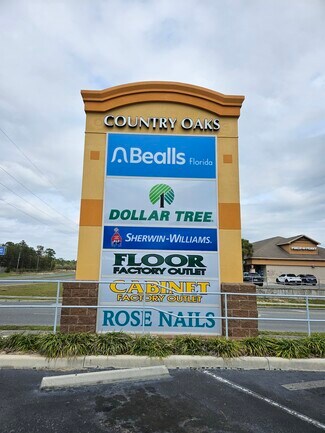 COUNTRY OAKS
Bealls Florida
DOLLAR TREE
SHERWIN-WILLIAMS.
FLOOR
FACTORY OUTLET
CABINET
FACTORY OUTLET
ROSE NAILS